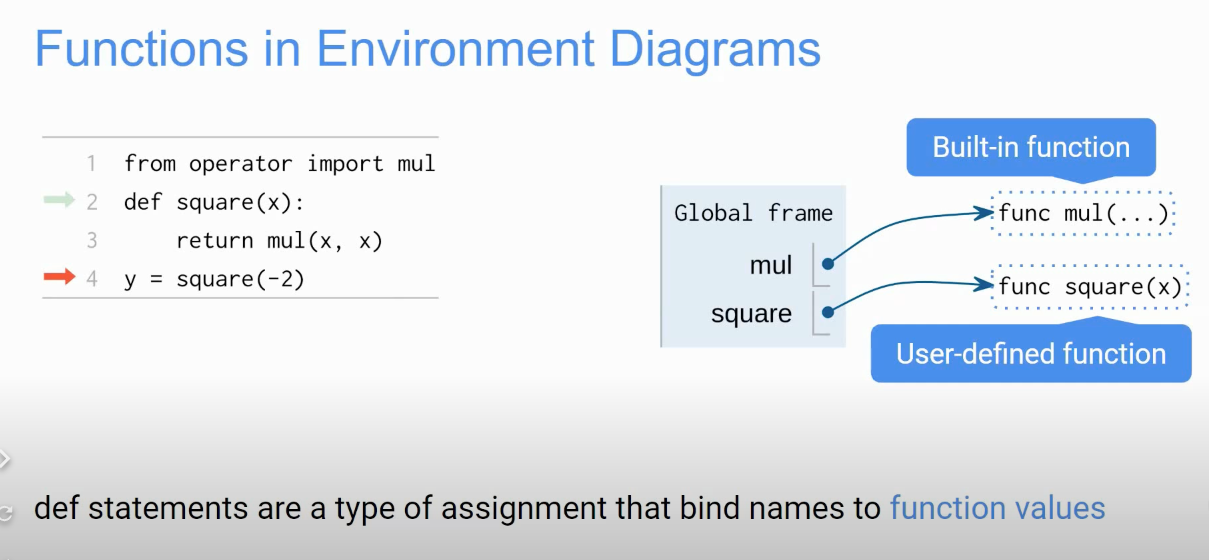 Functions in Environment Diagrams
1 from operator import mul
2 def square(x):
3     return mul(x, x)
4 y = square(-2)
Built-in function
Global frame
func mul(...)
mul
func square(x)
square
User-defined function
def statements are a type of assignment that bind names to function values